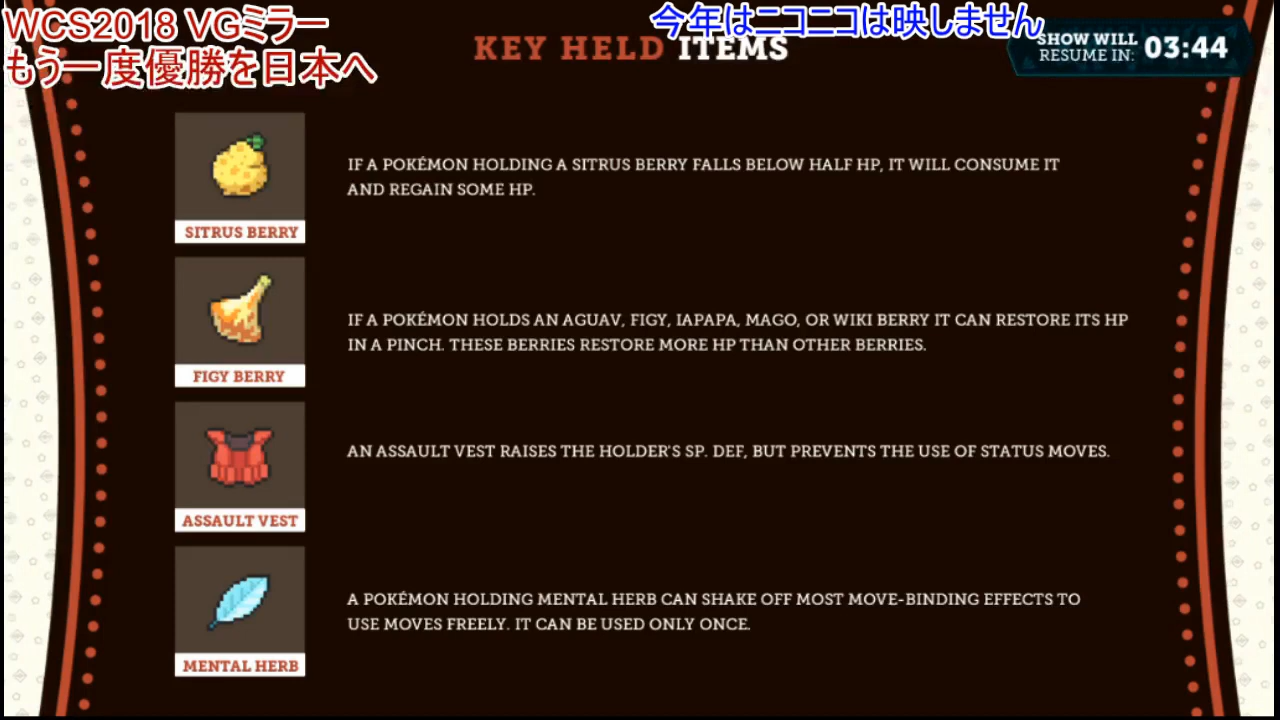 WCS2018 VGミラー
もう一度優勝を日本へ
今年はニコニコは映しません
KEY HELD ITEMS
SHOW WILL
RESUME IN: 03:44
IF A POKÉMON HOLDING A SITRUS BERRY FALLS BELOW HALF HP, IT WILL CONSUME IT
AND REGAIN SOME HP.
SITRUS BERRY
IF A POKÉMON HOLDS AN AGUAV, FIGY, IAPAPA, MAGO, OR WIKI BERRY IT CAN RESTORE ITS HP
IN A PINCH. THESE BERRIES RESTORE MORE HP THAN OTHER BERRIES.
FIGY BERRY
AN ASSAULT VEST RAISES THE HOLDER'S SP. DEF, BUT PREVENTS THE USE OF STATUS MOVES.
ASSAULT VEST
A POKÉMON HOLDING MENTAL HERB CAN SHAKE OFF MOST MOVE-BINDING EFFECTS TO
USE MOVES FREELY. IT CAN BE USED ONLY ONCE.
MENTAL HERB